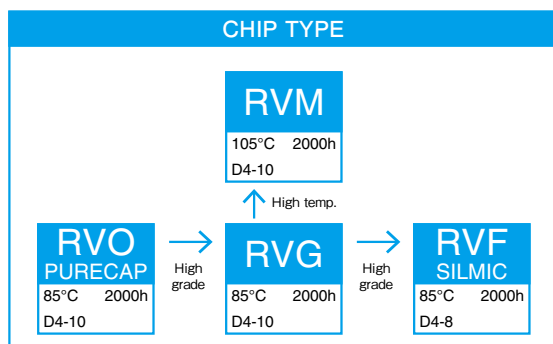 CHIP TYPE
RVM
105°C 2000h
D4-10
High temp.
RVO
PURECAP
85°C 2000h
D4-10
High
grade
RVG
85°C 2000h
D4-10
High
grade
RVF
SILMIC
85°C 2000h
D4-8